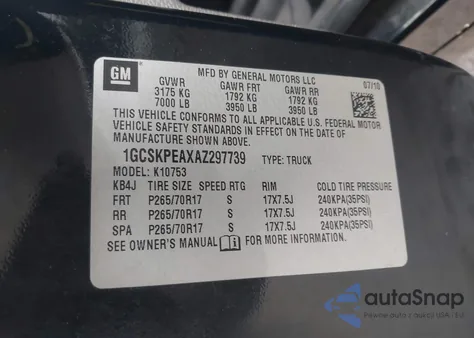 GM
MFD BY GENERAL MOTORS LLC
07/10
GVWR GAWR FRT GAWR RR
3175 KG 1792 KG 1792 KG
7000 LB 3950 LB 3950 LB
THIS VEHICLE CONFORMS TO ALL APPLICABLE U.S. FEDERAL MOTOR
VEHICLE SAFETY AND THEFT PREVENTION STANDARDS IN EFFECT ON THE DATE OF
MANUFACTURE SHOWN ABOVE.
1GCSKPEAXAZ297739 TYPE: TRUCK
MODEL: K10753
KB4J TIRE SIZE SPEED RTG RIM COLD TIRE PRESSURE
FRT P265/70R17 S 17X7.5J 240KPA(35PSI)
RR P265/70R17 S 17X7.5J 240KPA(35PSI)
SPA P265/70R17 S 17X7.5J 240KPA(35PSI)
SEE OWNER'S MANUAL FOR MORE INFORMATION.
autoSnap